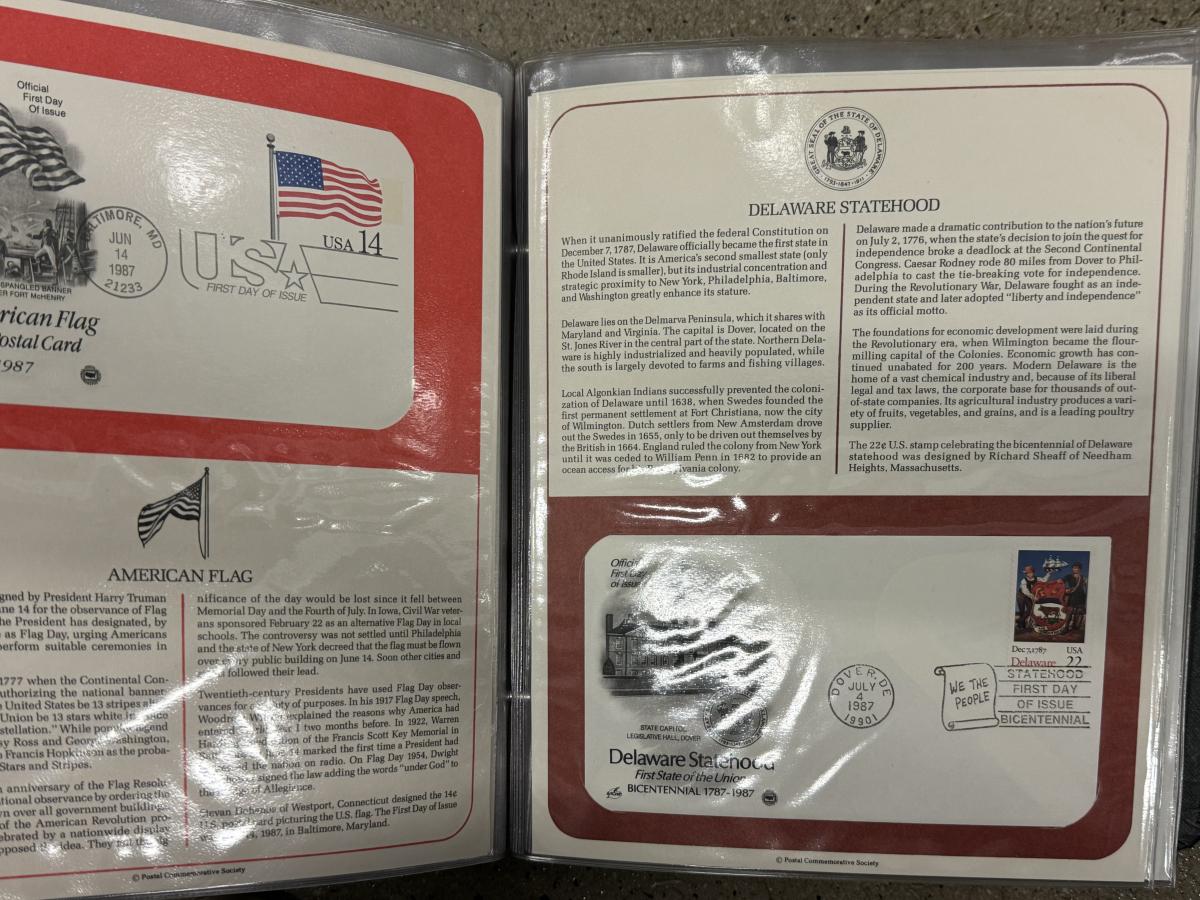 Official
First Day
Of Issue
USA 14
BALTIMORE, MD
JUN
14
1987
21233
USA
FIRST DAY OF ISSUE
SPANGLED BANNER
ER FORT McHENRY
rican Flag
Postal Card
1987
AMERICAN FLAG
gned by President Harry Truman
ne 14 for the observance of Flag
he President has designated, by
as Flag Day, urging Americans
perform suitable ceremonies in
1777 when the Continental Con-
uthorizing the national banner
United States be 13 stripes
Union be 13 stars white
stellation." While popular legend
sy Ross and George Washington,
Francis Hopkinson as the proba-
Stars and Stripes.
anniversary of the Flag Resolu-
tional observance by ordering the
wn over all government buildings
of the American Revolution pro-
ebrated by a nationwide display
pposed the idea. They
nificance of the day would be lost since it fell between
Memorial Day and the Fourth of July. In Iowa, Civil War veter-
ans sponsored February 22 as an alternative Flag Day in local
schools. The controversy was not settled until Philadelphia
and the state of New York decreed that the flag must be flown
over every public building on June 14. Soon other cities and
followed their lead.
Twentieth-century Presidents have used Flag Day obser-
vances for a variety of purposes. In his 1917 Flag Day speech,
Woodrow explained the reasons why America had
entered I two months before. In 1922, Warren
of the Francis Scott Key Memorial in
marked the first time a President had
the nation on radio. On Flag Day 1954, Dwight
signed the law adding the words "under God" to
the of Allegiance.
Stevan Dohanos of Westport, Connecticut designed the 14¢
U.S. postal card picturing the U.S. flag. The First Day of Issue
was 1987, in Baltimore, Maryland.
© Postal Commemorative Society
GREAT SEAL OF THE STATE OF DELAWARE
1793·1847·1911
DELAWARE STATEHOOD
When it unanimously ratified the federal Constitution on
December 7, 1787, Delaware officially became the first state in
the United States. It is America's second smallest state (only
Rhode Island is smaller), but its industrial concentration and
strategic proximity to New York, Philadelphia, Baltimore,
and Washington greatly enhance its stature.
Delaware lies on the Delmarva Peninsula, which it shares with
Maryland and Virginia. The capital is Dover, located on the
St. Jones River in the central part of the state. Northern Dela-
ware is highly industrialized and heavily populated, while
the south is largely devoted to farms and fishing villages.
Local Algonkian Indians successfully prevented the coloni-
zation of Delaware until 1638, when Swedes founded the
first permanent settlement at Fort Christiana, now the city
of Wilmington. Dutch settlers from New Amsterdam drove
out the Swedes in 1655, only to be driven out themselves by
the British in 1664. England ruled the colony from New York
until it was ceded to William Penn in 1682 to provide an
ocean access for his Pennsylvania colony.
Delaware made a dramatic contribution to the nation's future
on July 2, 1776, when the state's decision to join the quest for
independence broke a deadlock at the Second Continental
Congress. Caesar Rodney rode 80 miles from Dover to Phil-
adelphia to cast the tie-breaking vote for independence.
During the Revolutionary War, Delaware fought as an inde-
pendent state and later adopted "liberty and independence"
as its official motto.
The foundations for economic development were laid during
the Revolutionary era, when Wilmington became the flour-
milling capital of the Colonies. Economic growth has con-
tinued unabated for 200 years. Modern Delaware is the
home of a vast chemical industry and, because of its liberal
legal and tax laws, the corporate base for thousands of out-
of-state companies. Its agricultural industry produces a vari-
ety of fruits, vegetables, and grains, and is a leading poultry
supplier.
The 22¢ U.S. stamp celebrating the bicentennial of Delaware
statehood was designed by Richard Sheaff of Needham
Heights, Massachusetts.
Official
First Day
of Issue
Dec 7, 1787 USA
Delaware 22
DOVER, DE
JULY
4
1987
19901
WE THE
PEOPLE
STATEHOOD
FIRST DAY
OF ISSUE
BICENTENNIAL
STATE CAPITOL
LEGISLATIVE HALL, DOVER
Delaware Statehood
First State of the Union
BICENTENNIAL 1787-1987
© Postal Commemorative Society